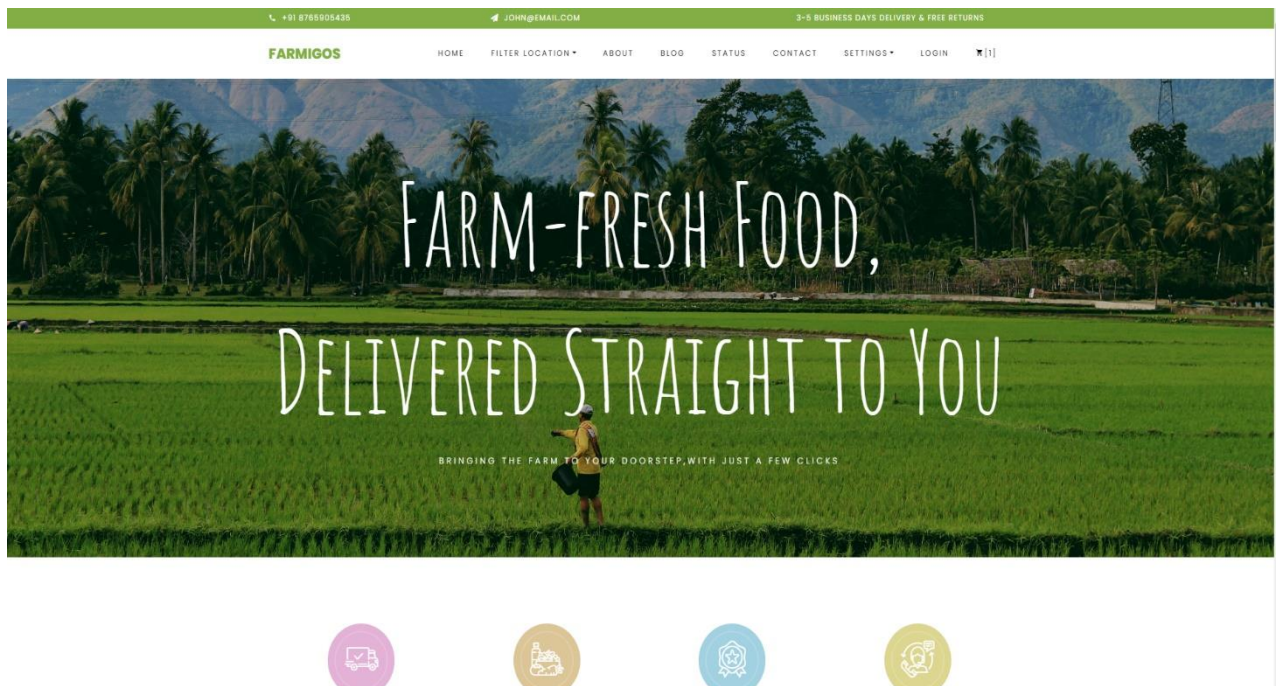 +91 8765905435 JOHN@EMAIL.COM 3-5 BUSINESS DAYS DELIVERY & FREE RETURNS
FARMIGOS HOME FILTER LOCATION ABOUT BLOG STATUS CONTACT SETTINGS LOGIN [1]
FARM-FRESH FOOD,
DELIVERED STRAIGHT TO YOU
BRINGING THE FARM TO YOUR DOORSTEP,WITH JUST A FEW CLICKS